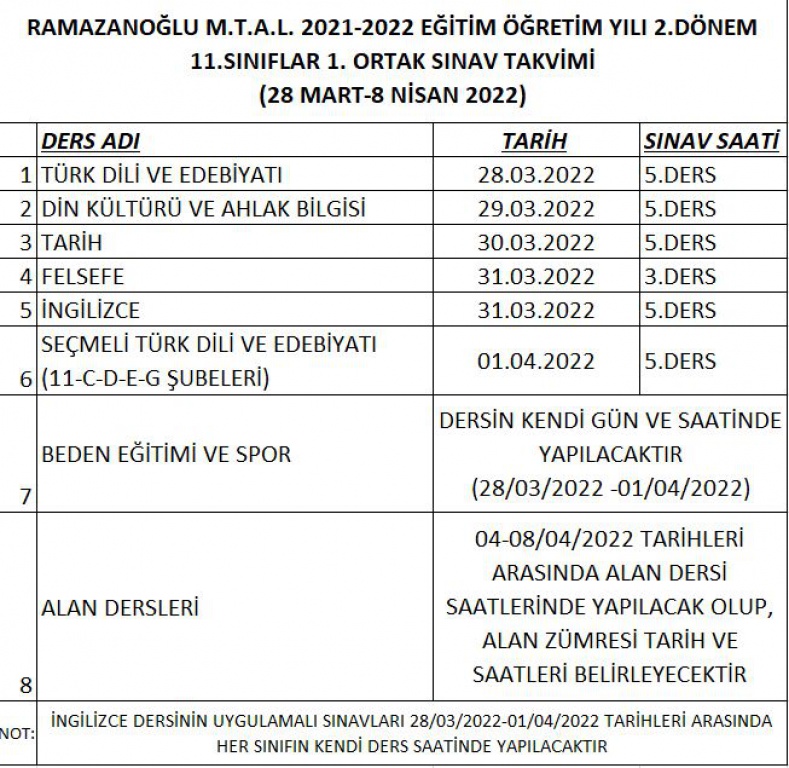 RAMAZANOĞLU M.T.A.L. 2021-2022 EĞİTİM ÖĞRETİM YILI 2.DÖNEM
11.SINIFLAR 1. ORTAK SINAV TAKVİMİ
(28 MART-8 NİSAN 2022)
DERS ADI TARİH SINAV SAATİ
1 TÜRK DİLİ VE EDEBİYATI 28.03.2022 5.DERS
2 DİN KÜLTÜRÜ VE AHLAK BİLGİSİ 29.03.2022 5.DERS
3 TARİH 30.03.2022 5.DERS
4 FELSEFE 31.03.2022 3.DERS
5 İNGİLİZCE 31.03.2022 5.DERS
SEÇMELİ TÜRK DİLİ VE EDEBİYATI
6 (11-C-D-E-G ŞUBELERİ) 01.04.2022 5.DERS
7 BEDEN EĞİTİMİ VE SPOR
DERSİN KENDİ GÜN VE SAATİNDE
YAPILACAKTIR
(28/03/2022 -01/04/2022)
8 ALAN DERSLERİ
04-08/04/2022 TARİHLERİ
ARASINDA ALAN DERSİ
SAATLERİNDE YAPILACAK OLUP,
ALAN ZÜMRESİ TARİH VE
SAATLERİ BELİRLEYECEKTİR
NOT: İNGİLİZCE DERSİNİN UYGULAMALI SINAVLARI 28/03/2022-01/04/2022 TARİHLERİ ARASINDA
HER SINIFIN KENDİ DERS SAATİNDE YAPILACAKTIR